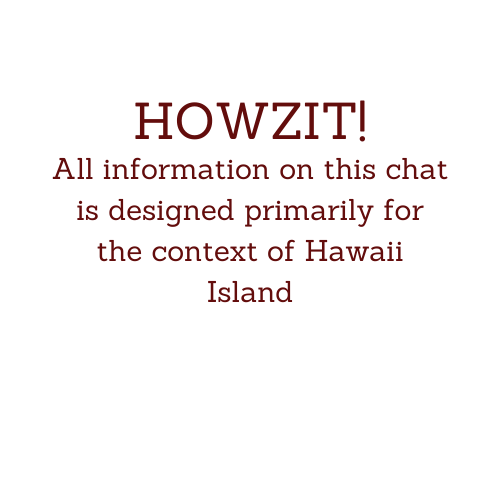 HOWZIT!
All information on this chat
is designed primarily for
the context of Hawaii
Island